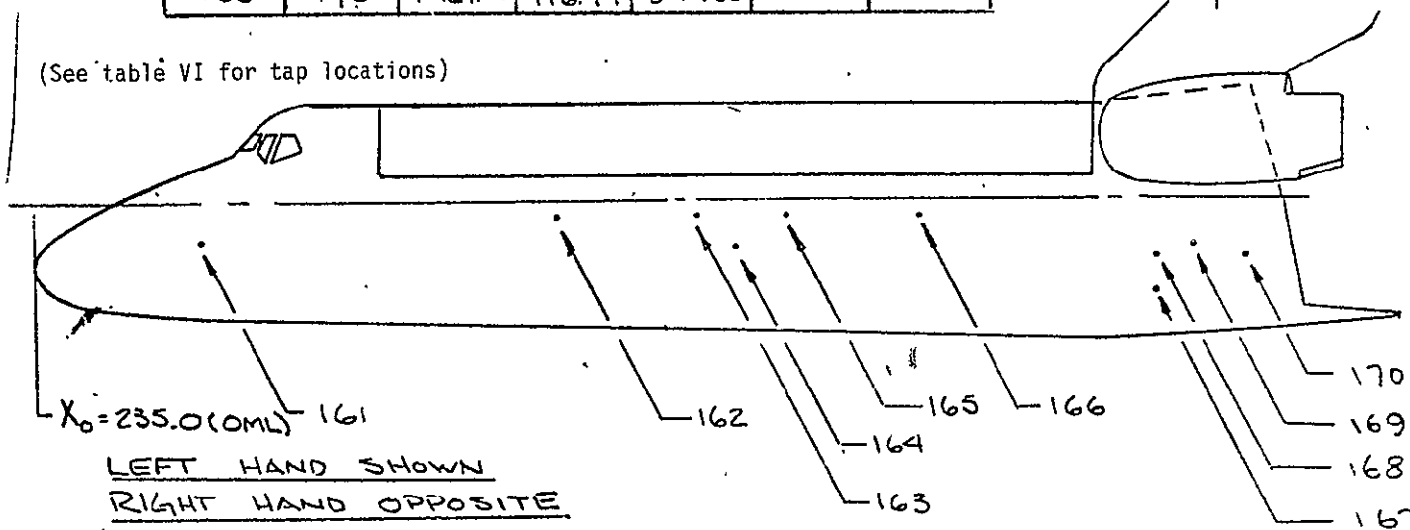 (See table VI for tap locations)
161
162
163
164
165
166
168
169
170
X₀=235.0(OML)
LEFT HAND SHOWN
RIGHT HAND OPPOSITE